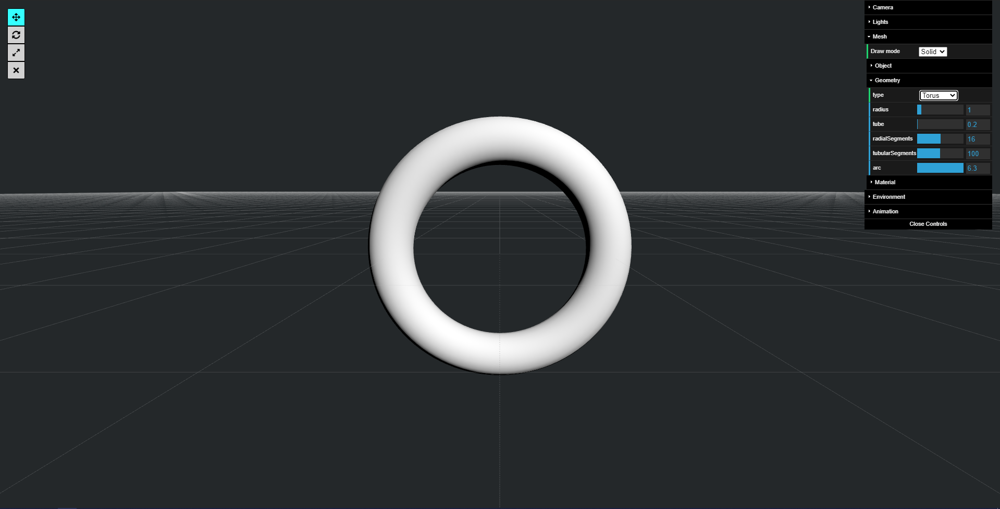 Camera
Lights
Mesh
Draw mode Solid
Object
Geometry
type Torus
radius 1
tube 0.2
radialSegments 16
tubularSegments 100
arc 6.3
Material
Environment
Animation
Close Controls